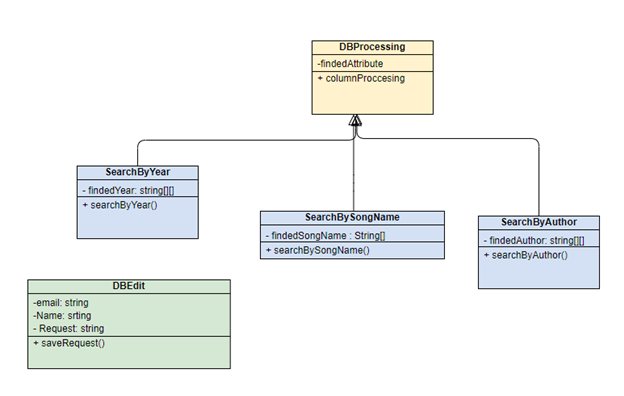 DBProcessing
-findedAttribute
+ columnProccesing
SearchByYear
- findedYear: string[][]
+ searchByYear()
SearchBySongName
- findedSongName : String[]
+ searchBySongName()
SearchByAuthor
- findedAuthor: string[][]
+ searchByAuthor()
DBEdit
-email: string
-Name: srting
- Request: string
+ saveRequest()